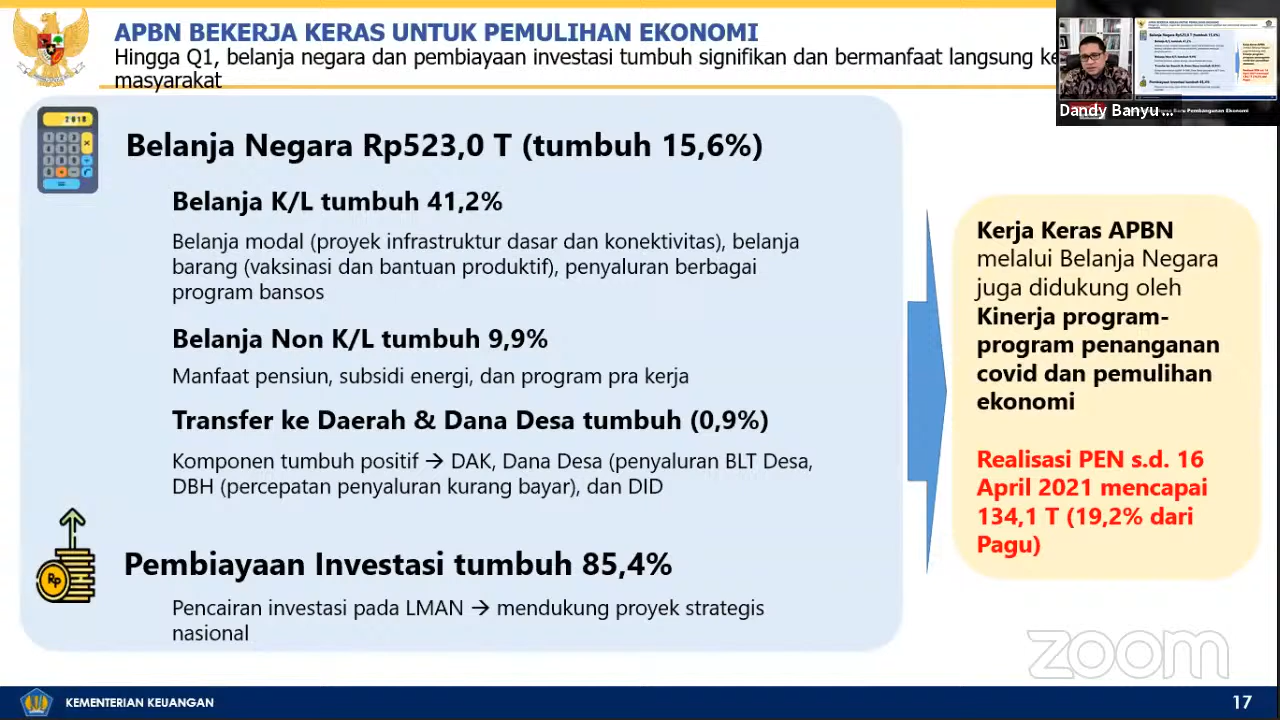 APBN BEKERJA KERAS UNTUK PEMULIHAN EKONOMI
Hingga Q1, belanja negara dan pembiayaan investasi tumbuh signifikan dan bermanfaat langsung ke
masyarakat
Dandy Banyu ...
2018
Belanja Negara Rp523,0 T (tumbuh 15,6%)
Belanja K/L tumbuh 41,2%
Belanja modal (proyek infrastruktur dasar dan konektivitas), belanja
barang (vaksinasi dan bantuan produktif), penyaluran berbagai
program bansos
Belanja Non K/L tumbuh 9,9%
Manfaat pensiun, subsidi energi, dan program pra kerja
Transfer ke Daerah & Dana Desa tumbuh (0,9%)
Komponen tumbuh positif → DAK, Dana Desa (penyaluran BLT Desa,
DBH (percepatan penyaluran kurang bayar), dan DID
Rp
Pembiayaan Investasi tumbuh 85,4%
Pencairan investasi pada LMAN → mendukung proyek strategis
nasional
Kerja Keras APBN
melalui Belanja Negara
juga didukung oleh
Kinerja program-
program penanganan
covid dan pemulihan
ekonomi
Realisasi PEN s.d. 16
April 2021 mencapai
134,1 T (19,2% dari
Pagu)
zoom
KEMENTERIAN KEUANGAN
17